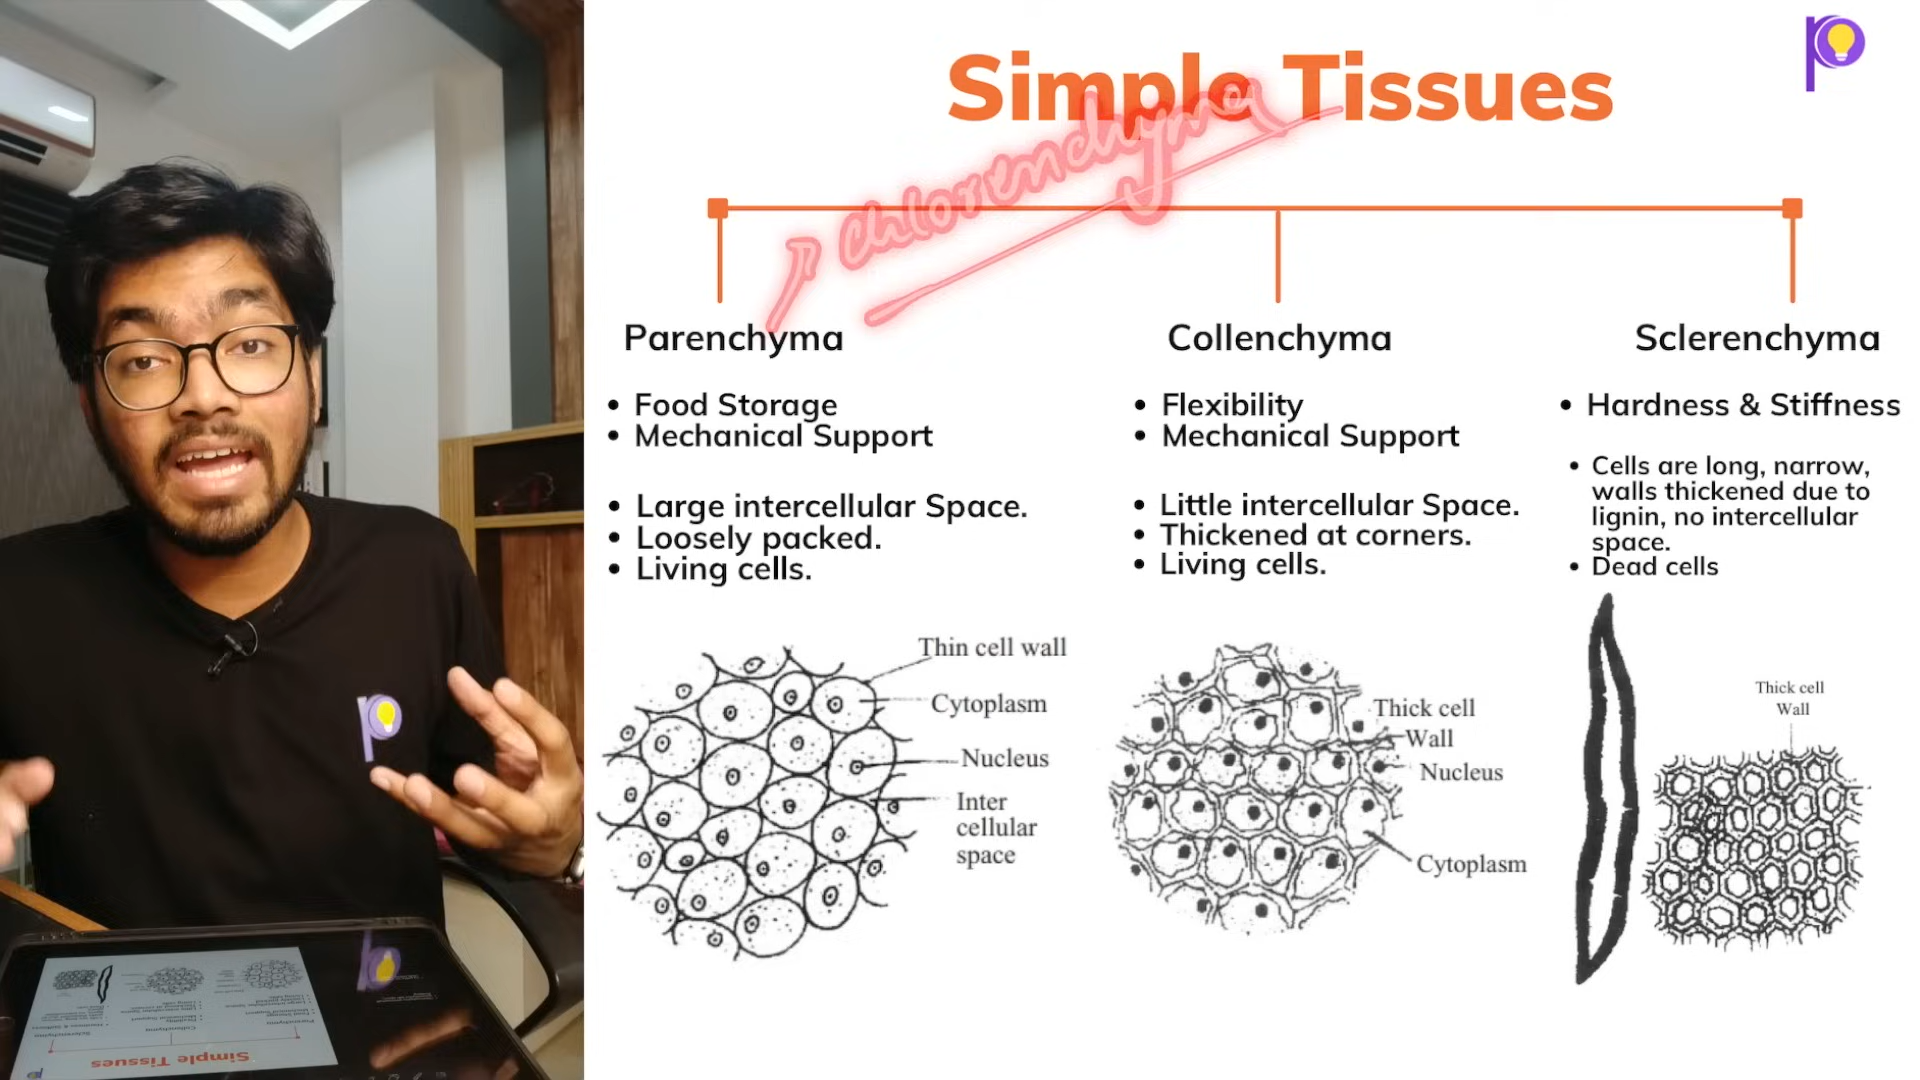 Simple Tissues
chlorenchyma
Parenchyma
• Food Storage
• Mechanical Support
• Large intercellular Space.
• Loosely packed.
• Living cells.
Thin cell wall
Cytoplasm
Nucleus
Inter
cellular
space
Collenchyma
• Flexibility
• Mechanical Support
• Little intercellular Space.
• Thickened at corners.
• Living cells.
Thick cell
Wall
Nucleus
Cytoplasm
Sclerenchyma
• Hardness & Stiffness
• Cells are long, narrow,
walls thickened due to
lignin, no intercellular
space.
• Dead cells
Thick cell
Wall
Simple Tissues